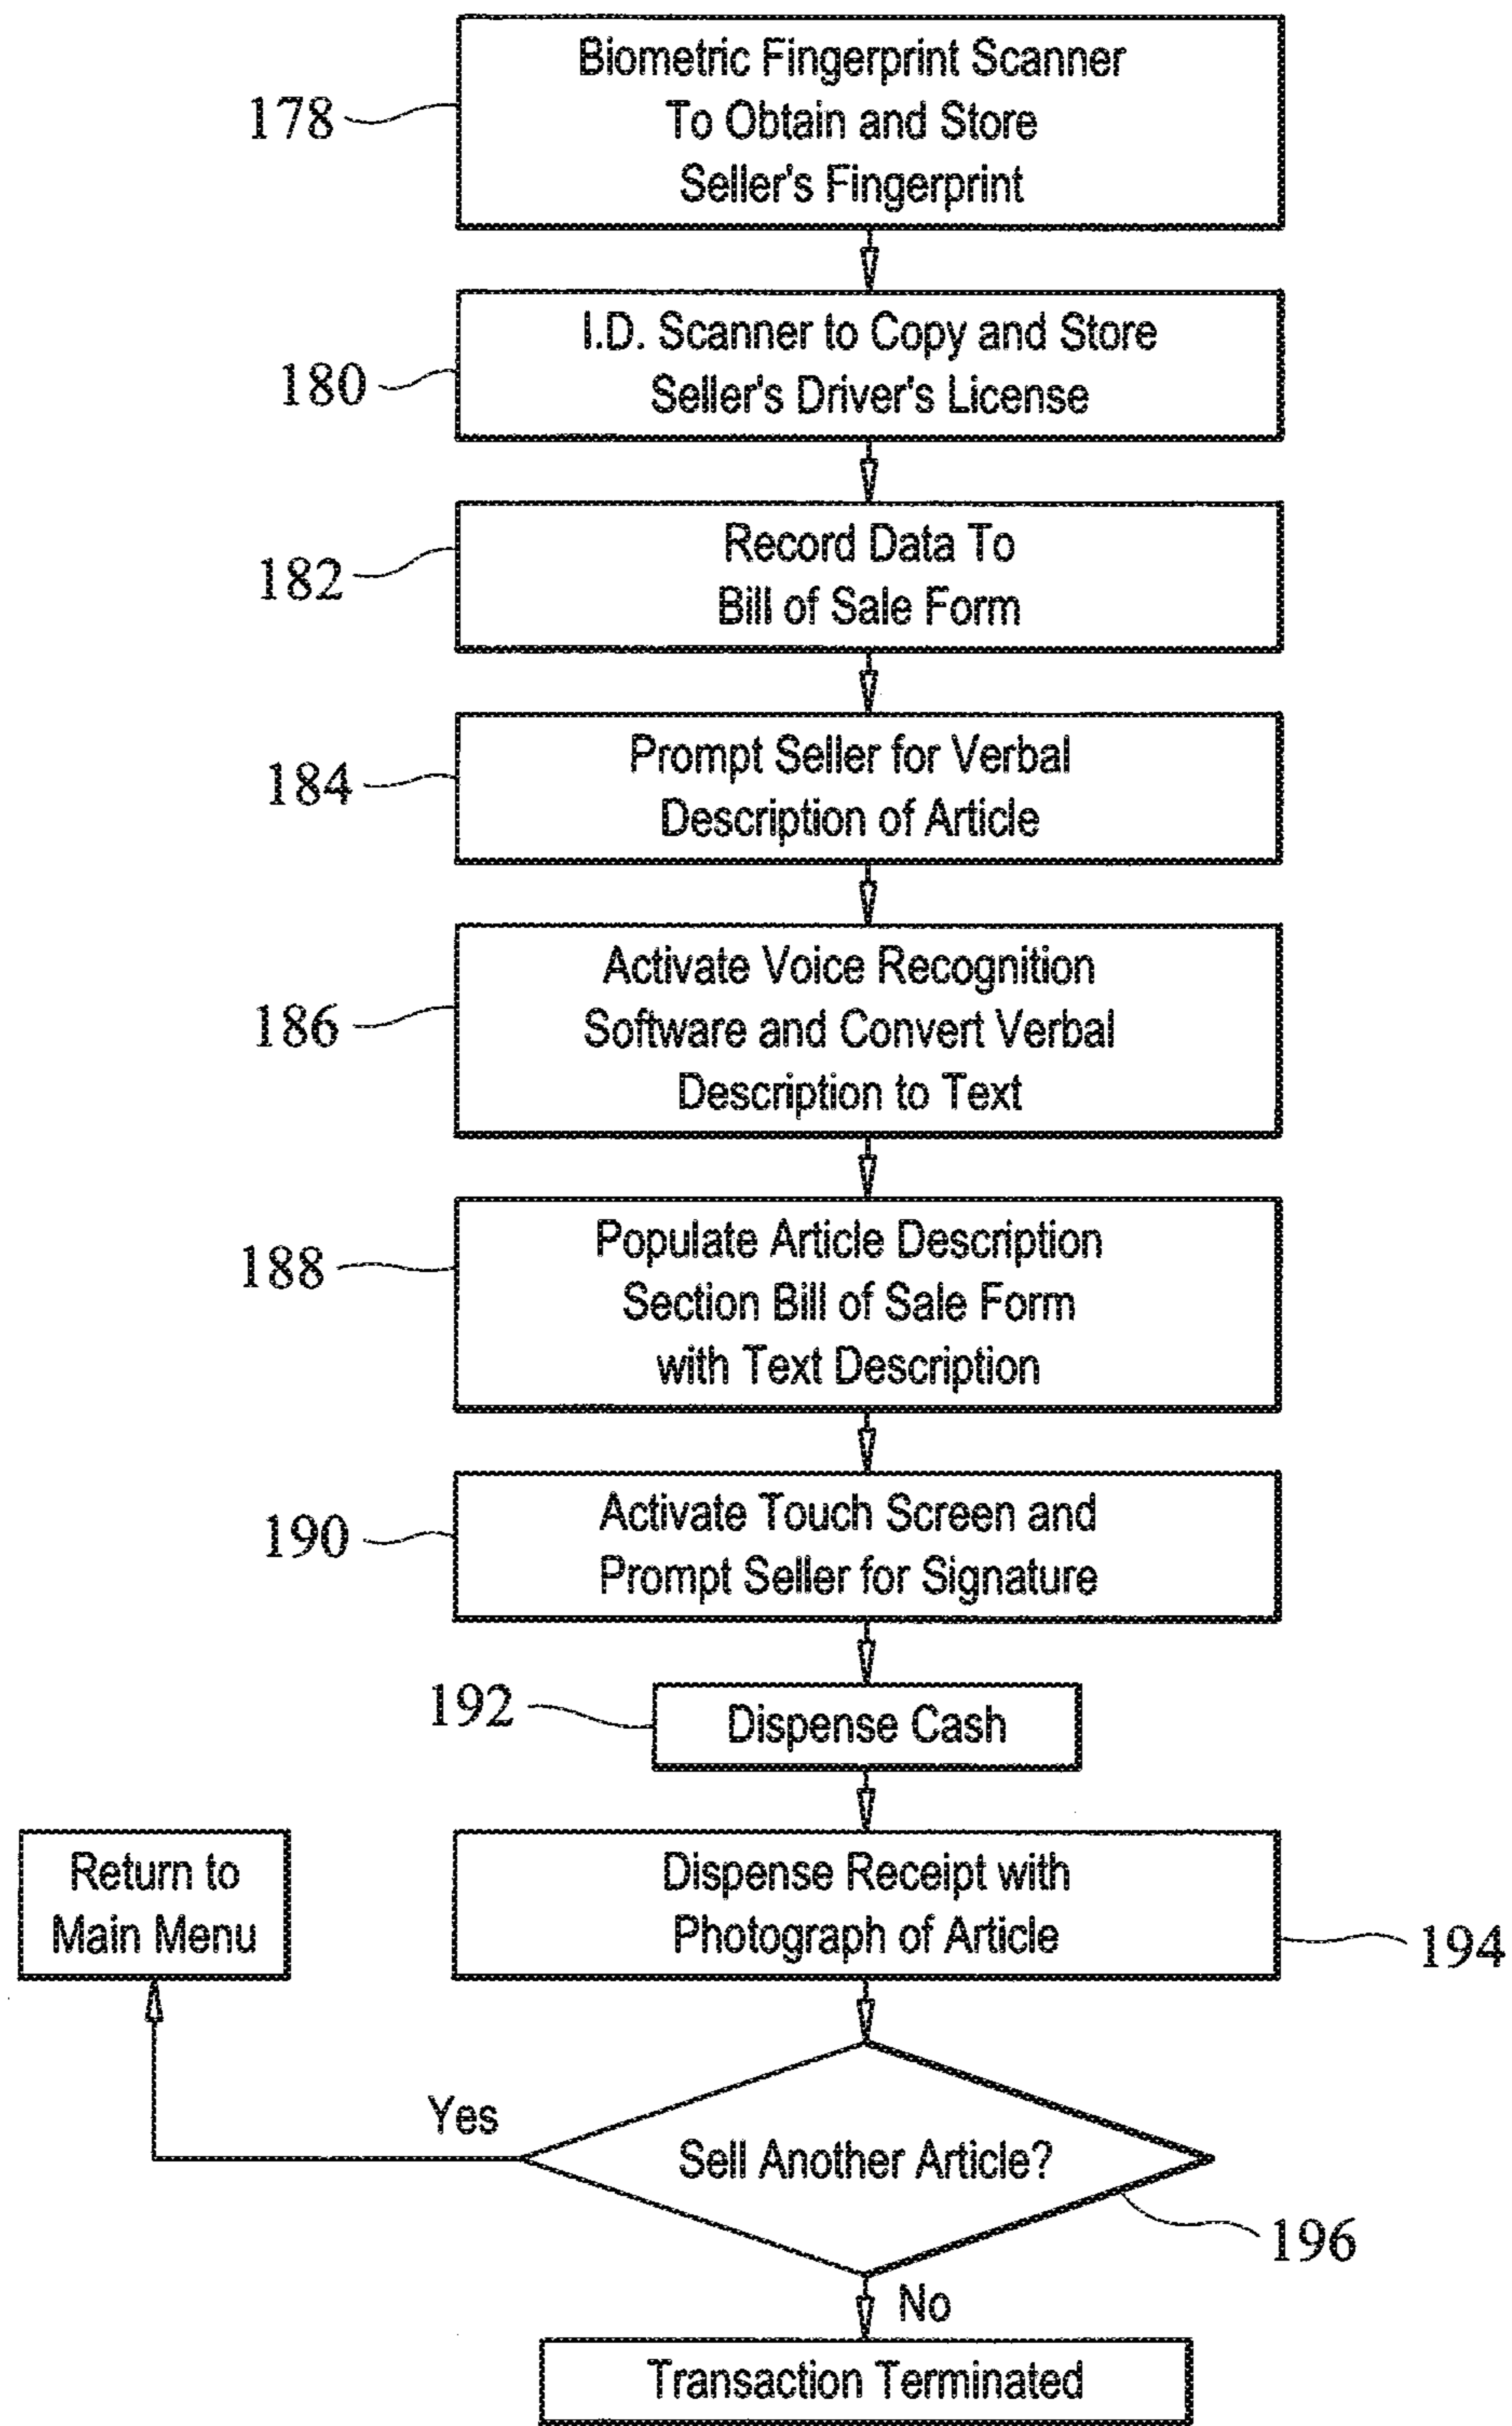 Biometric Fingerprint Scanner
To Obtain and Store
Seller's Fingerprint
178
I.D. Scanner to Copy and Store
Seller's Driver's License
180
Record Data To
Bill of Sale Form
182
Prompt Seller for Verbal
Description of Article
184
Activate Voice Recognition
Software and Convert Verbal
Description to Text
186
Populate Article Description
Section Bill of Sale Form
with Text Description
188
Activate Touch Screen and
Prompt Seller for Signature
190
192
Dispense Cash
Return to
Main Menu
Dispense Receipt with
Photograph of Article
194
Yes
Sell Another Article?
196
No
Transaction Terminated